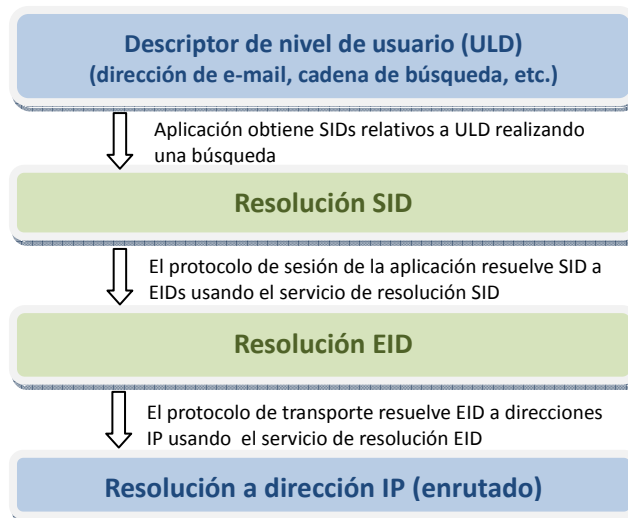 Descriptor de nivel de usuario (ULD)
(dirección de e-mail, cadena de búsqueda, etc.)
Aplicación obtiene SIDs relativos a ULD realizando
una búsqueda
Resolución SID
El protocolo de sesión de la aplicación resuelve SID a
EIDs usando el servicio de resolución SID
Resolución EID
El protocolo de transporte resuelve EID a direcciones
IP usando el servicio de resolución EID
Resolución a dirección IP (enrutado)